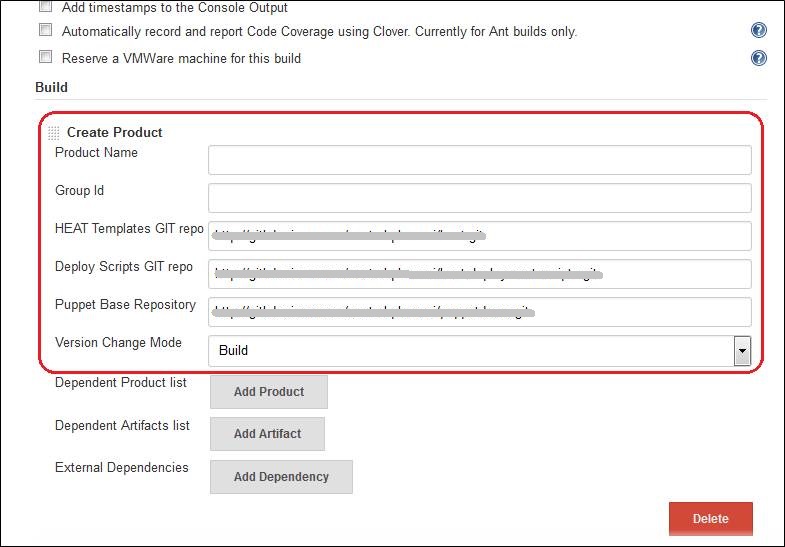 Add timestamps to the Console Output
Automatically record and report Code Coverage using Clover. Currently for Ant builds only.
Reserve a VMWare machine for this build
Build
Create Product
Product Name
Group Id
HEAT Templates GIT repo
Deploy Scripts GIT repo
Puppet Base Repository
Version Change Mode
Build
Dependent Product list
Add Product
Dependent Artifacts list
Add Artifact
External Dependencies
Add Dependency
Delete